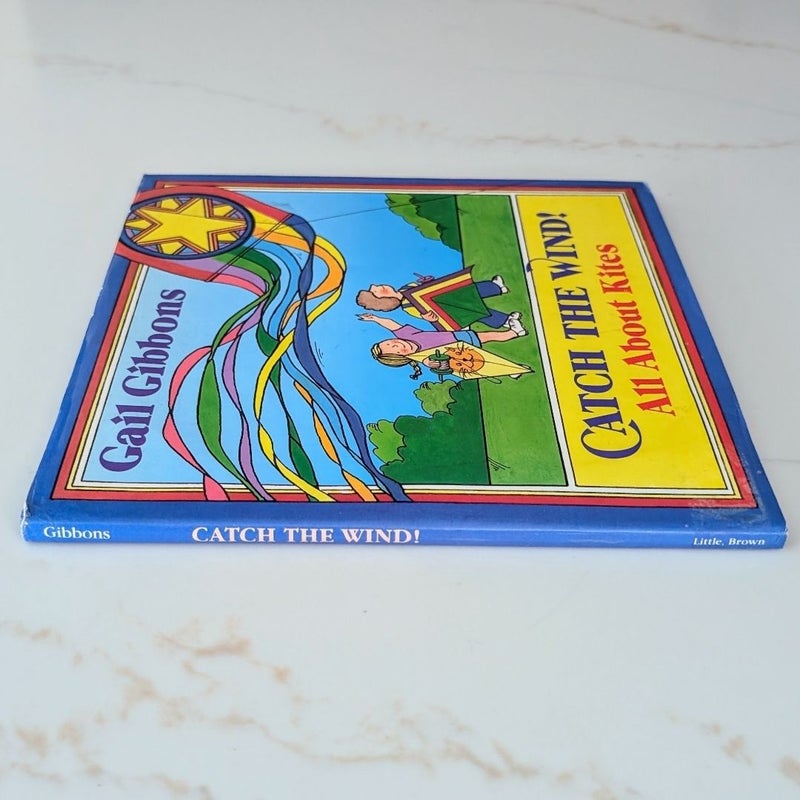 Gail Gibbons
CATCH THE WIND!
All About Kites
Gibbons CATCH THE WIND! Little, Brown